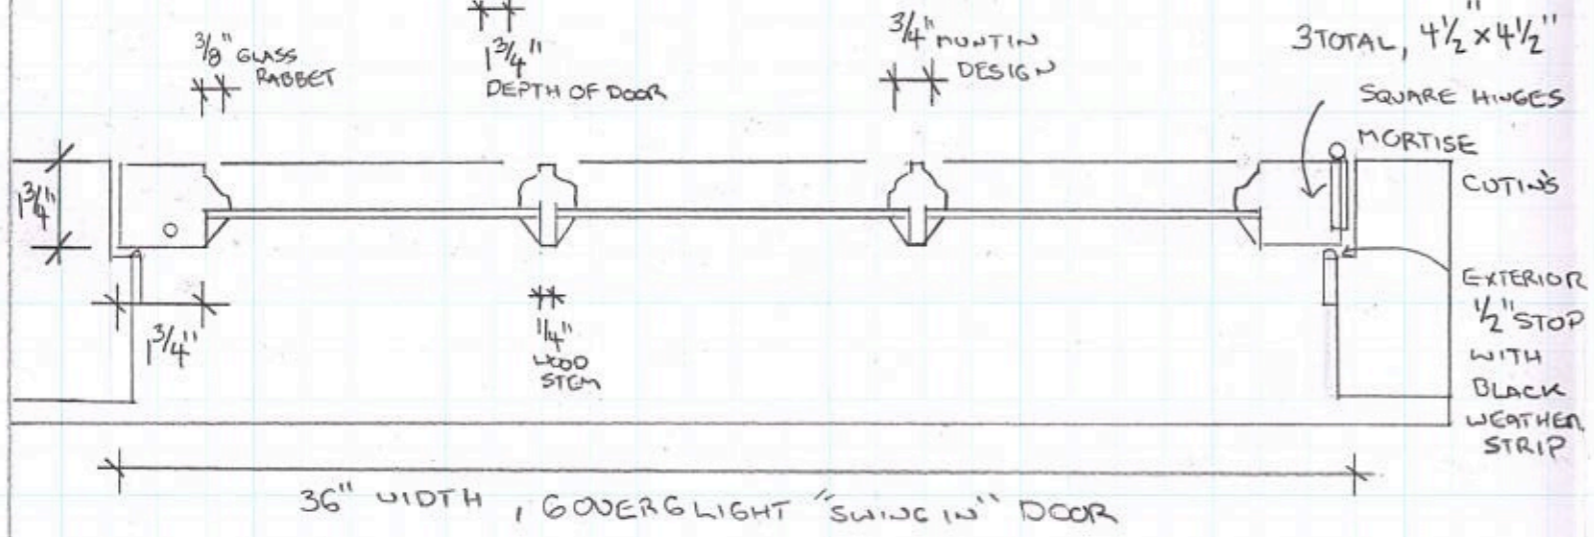 3/8" GLASS
RABBET
1 3/4"
DEPTH OF DOOR
3/4" MUNTIN
DESIGN
3 TOTAL, 4 1/2" x 4 1/2"
SQUARE HINGES
MORTISE
CUTIN'S
1 3/4"
1 3/4"
1/4"
WOOD
STEM
EXTERIOR
1/2" STOP
WITH
BLACK
WEATHER
STRIP
36" WIDTH, 6 OVER 6 LIGHT "SWING IN" DOOR